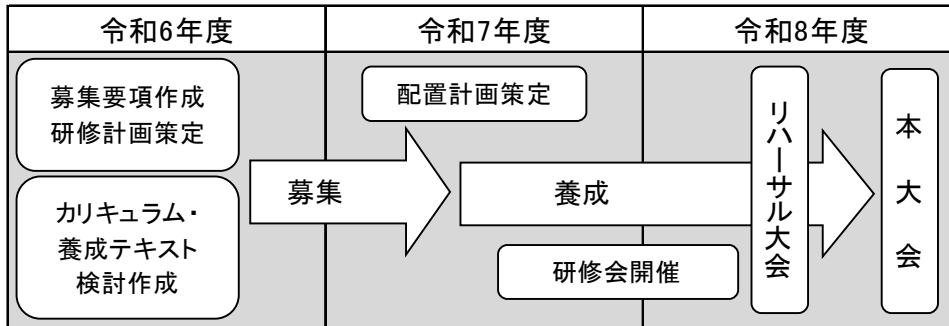 令和6年度
令和7年度
令和8年度
募集要項作成
研修計画策定
カリキュラム・
養成テキスト
検討作成
募集
配置計画策定
養成
研修会開催
リハーサル大会
本大会